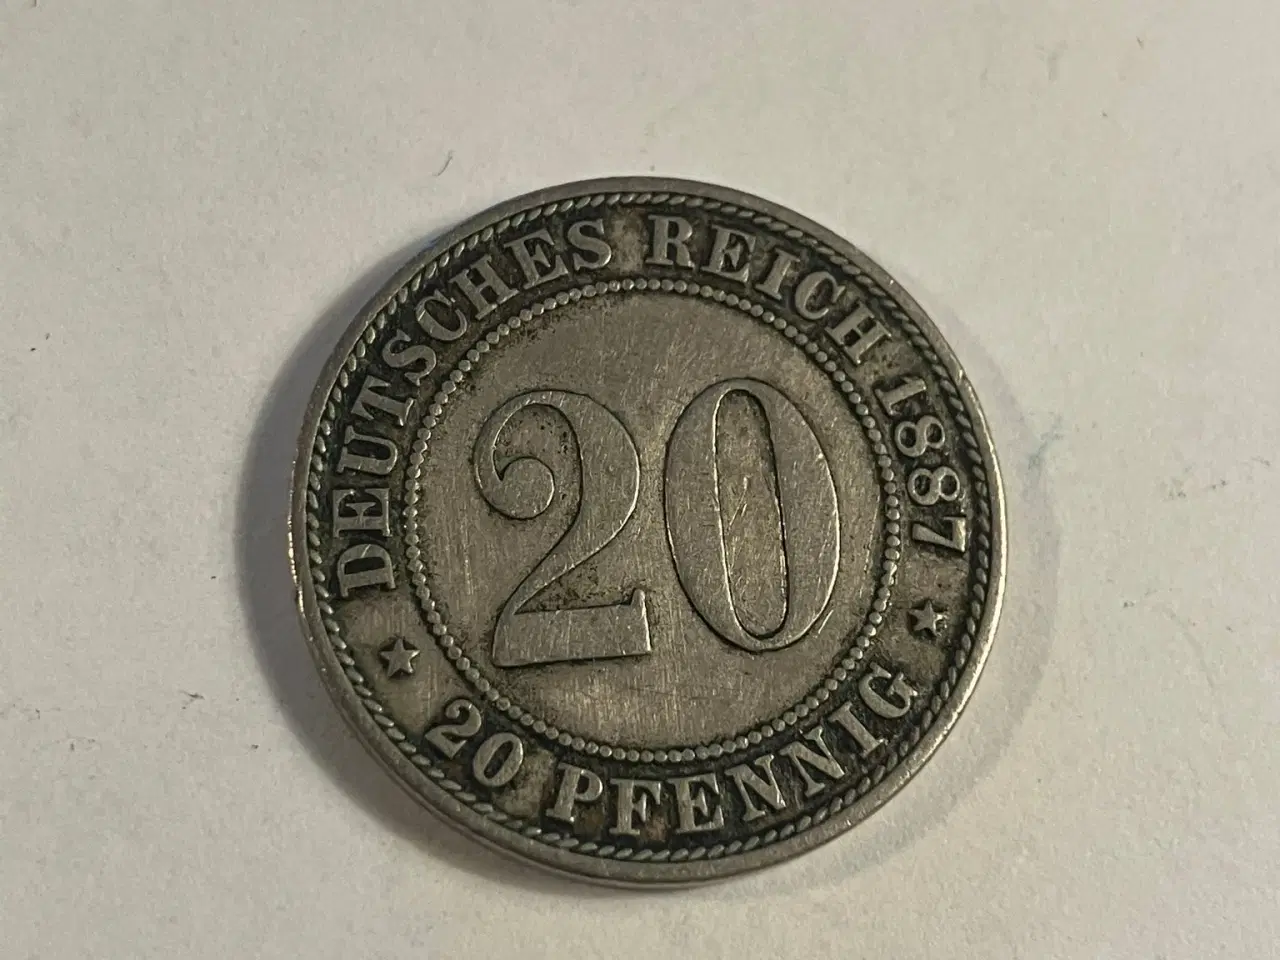 DEUTSCHES REICH 1887
20
20 PFENNIG